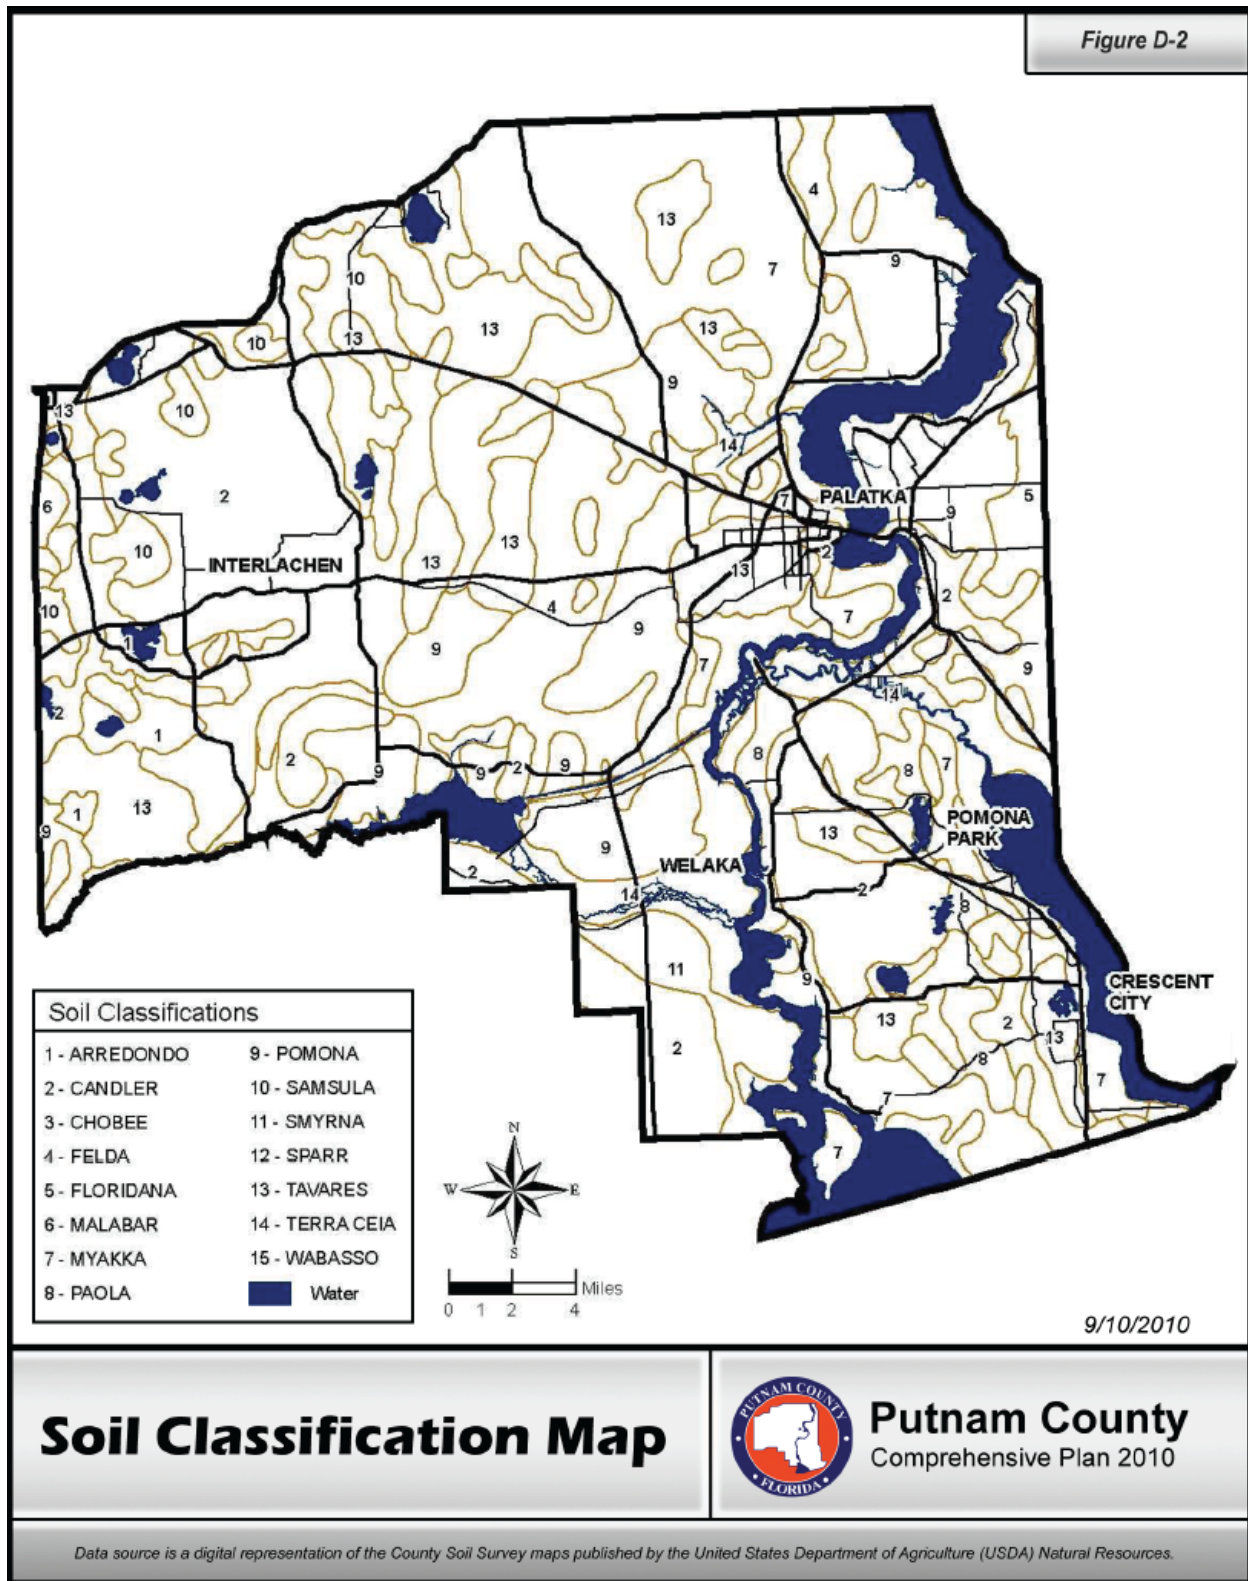 Figure D-2
4
13
9
7
10
13
13
10
13
9
13
10
14
2
6
7
PALATKA
5
9
10
13
2
INTERLACHEN
13
13
2
10
4
7
9
1
9
7
9
14
2
1
8
8
7
2
9
9
2
9
1
13
POMONA
PARK
13
9
9
WELAKA
2
2
14
8
11
9
CRESCENT
CITY
13
2
13
2
8
7
7
7
Soil Classifications
1 - ARREDONDO
2 - CANDLER
3 - CHOBEE
4 - FELDA
5 - FLORIDANA
6 - MALABAR
7 - MYAKKA
8 - PAOLA
9 - POMONA
10 - SAMSULA
11 - SMYRNA
12 - SPARR
13 - TAVARES
14 - TERRA CEIA
15 - WABASSO
Water
N
W E
S
Miles
0 1 2 4
9/10/2010
Soil Classification Map
PUTNAM COUNTY
FLORIDA
Putnam County
Comprehensive Plan 2010
Data source is a digital representation of the County Soil Survey maps published by the United States Department of Agriculture (USDA) Natural Resources.